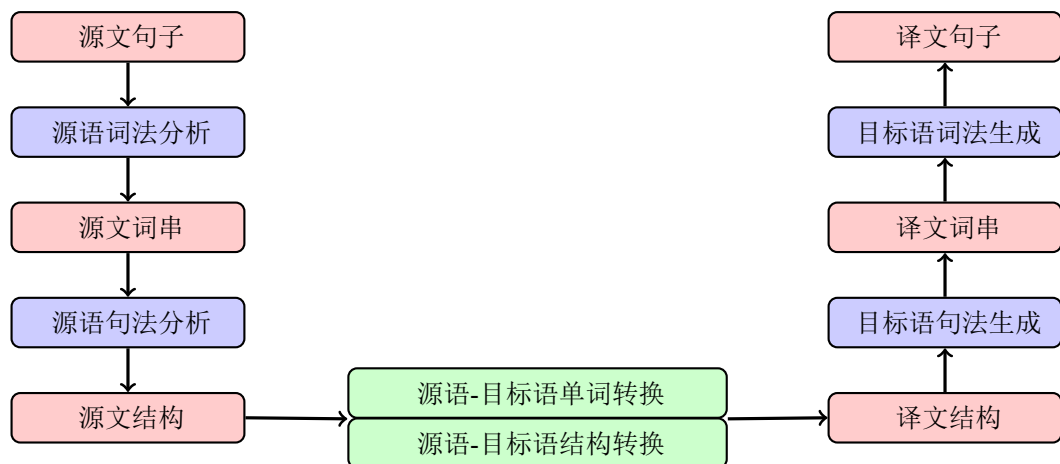 源文句子
源语词法分析
源文词串
源语句法分析
源文结构
源语-目标语单词转换
源语-目标语结构转换
译文句子
目标语词法生成
译文词串
目标语句法生成
译文结构